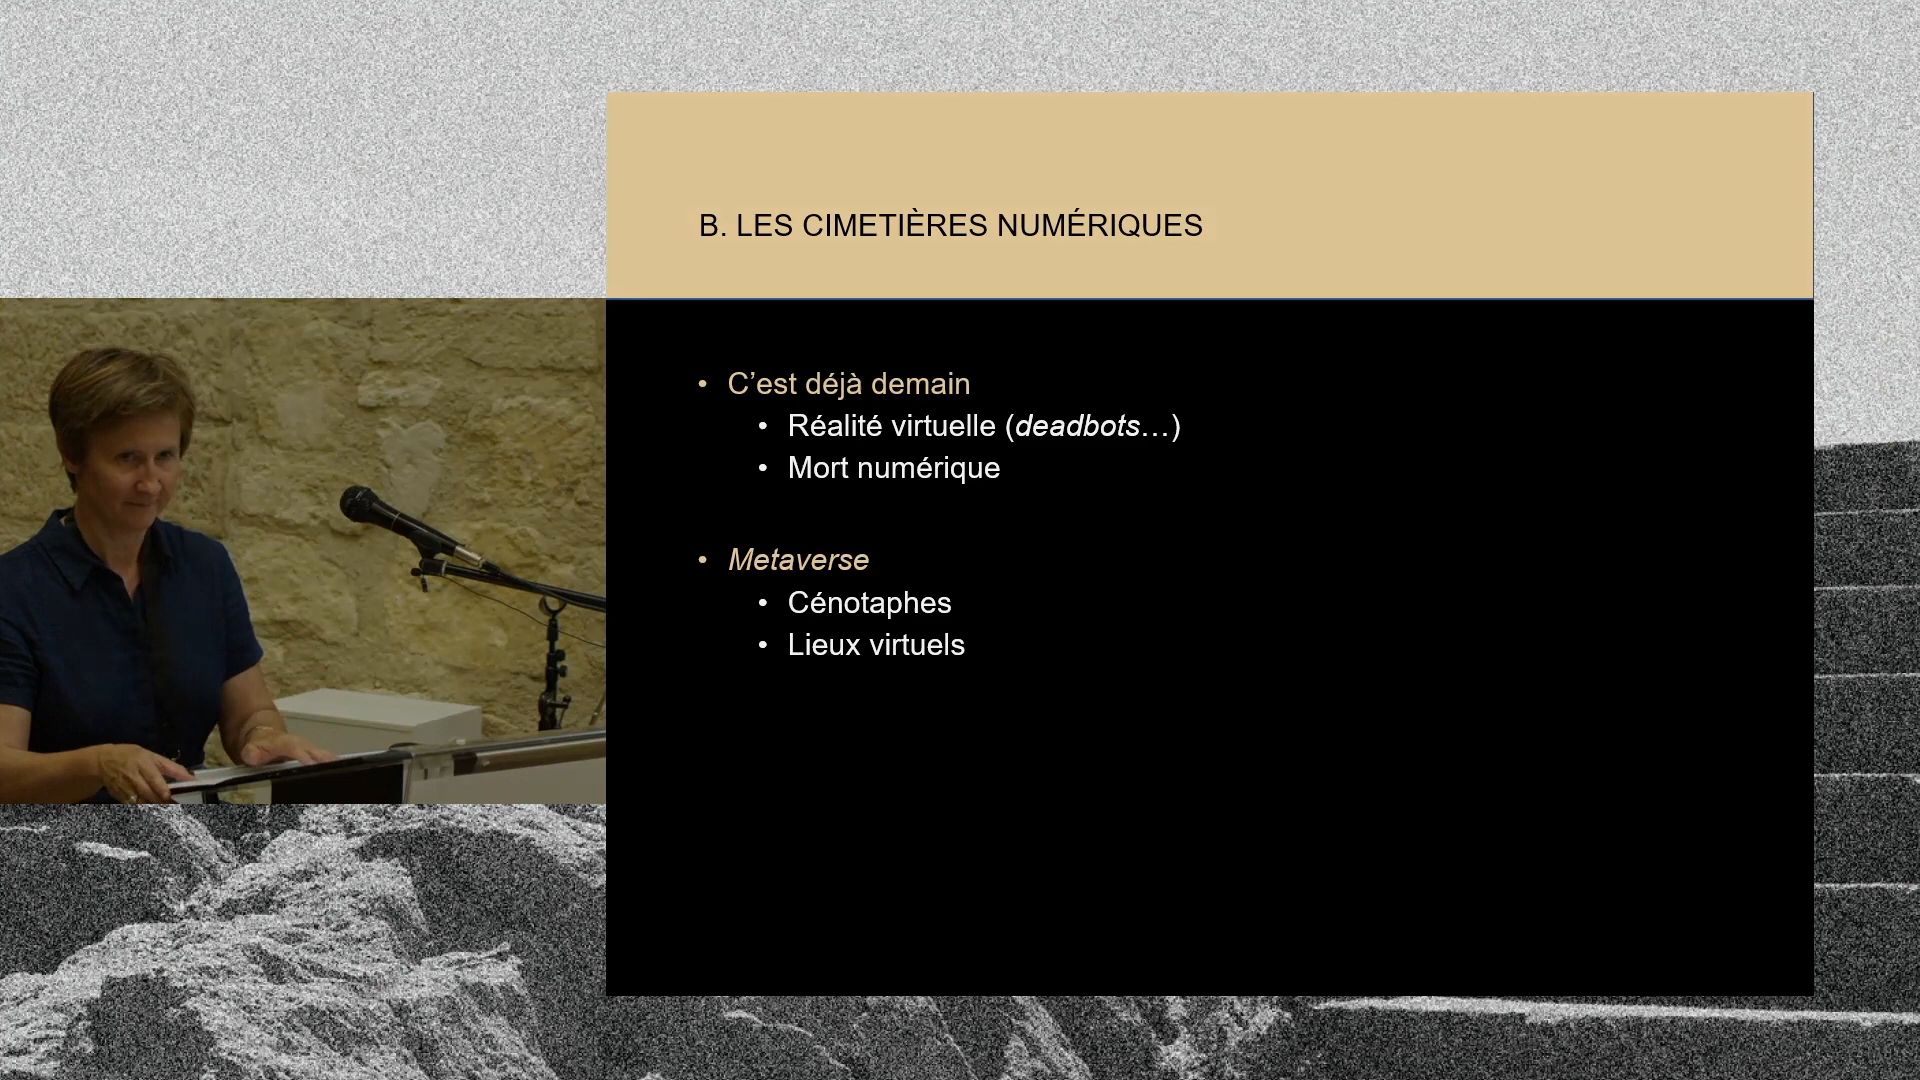 B. LES CIMETIÈRES NUMÉRIQUES
• C’est déjà demain
• Réalité virtuelle (deadbots…)
• Mort numérique
• Metaverse
• Cénotaphes
• Lieux virtuels